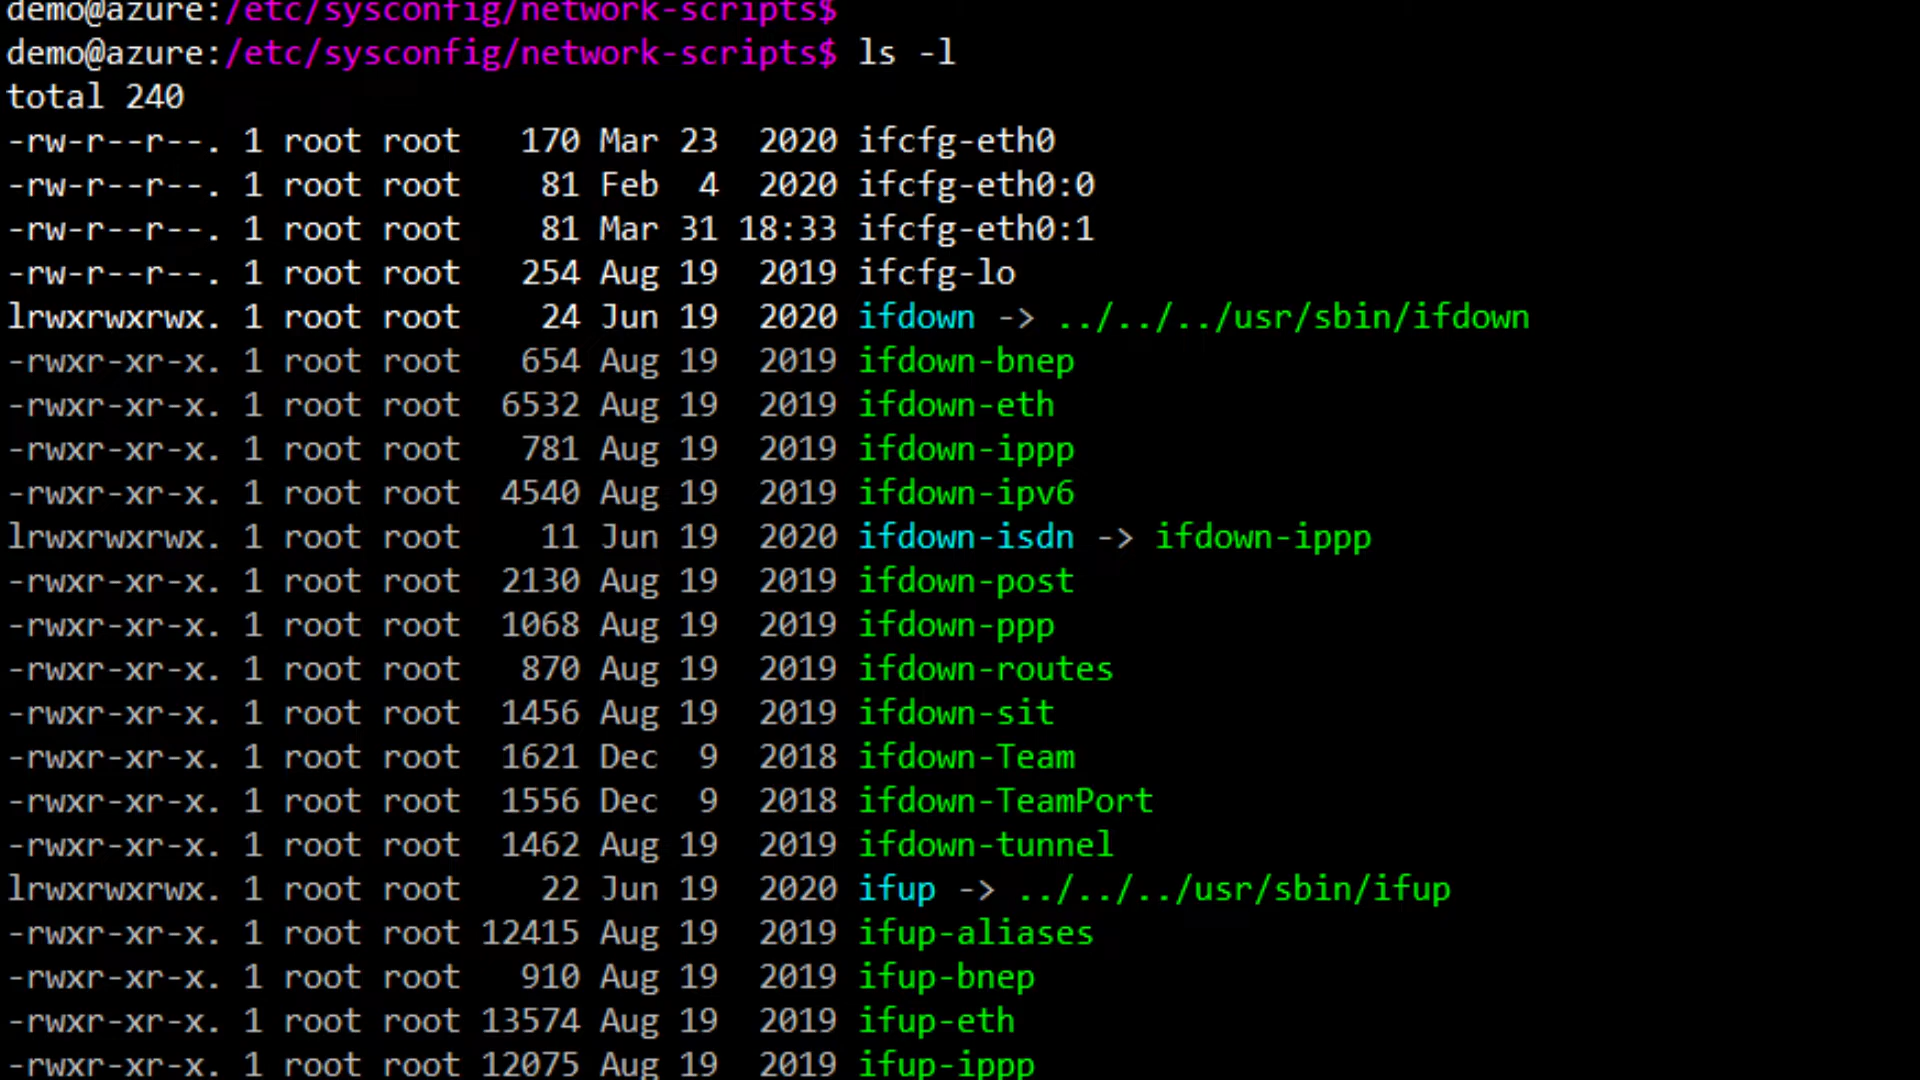 demo@azure:/etc/sysconfig/network-scripts$
demo@azure:/etc/sysconfig/network-scripts$ ls -l
total 240
-rw-r--r--. 1 root root   170 Mar 23  2020 ifcfg-eth0
-rw-r--r--. 1 root root    81 Feb  4  2020 ifcfg-eth0:0
-rw-r--r--. 1 root root    81 Mar 31 18:33 ifcfg-eth0:1
-rw-r--r--. 1 root root   254 Aug 19  2019 ifcfg-lo
lrwxrwxrwx. 1 root root    24 Jun 19  2020 ifdown -> ../../../usr/sbin/ifdown
-rwxr-xr-x. 1 root root   654 Aug 19  2019 ifdown-bnep
-rwxr-xr-x. 1 root root  6532 Aug 19  2019 ifdown-eth
-rwxr-xr-x. 1 root root   781 Aug 19  2019 ifdown-ippp
-rwxr-xr-x. 1 root root  4540 Aug 19  2019 ifdown-ipv6
lrwxrwxrwx. 1 root root    11 Jun 19  2020 ifdown-isdn -> ifdown-ippp
-rwxr-xr-x. 1 root root  2130 Aug 19  2019 ifdown-post
-rwxr-xr-x. 1 root root  1068 Aug 19  2019 ifdown-ppp
-rwxr-xr-x. 1 root root   870 Aug 19  2019 ifdown-routes
-rwxr-xr-x. 1 root root  1456 Aug 19  2019 ifdown-sit
-rwxr-xr-x. 1 root root  1621 Dec  9  2018 ifdown-Team
-rwxr-xr-x. 1 root root  1556 Dec  9  2018 ifdown-TeamPort
-rwxr-xr-x. 1 root root  1462 Aug 19  2019 ifdown-tunnel
lrwxrwxrwx. 1 root root    22 Jun 19  2020 ifup -> ../../../usr/sbin/ifup
-rwxr-xr-x. 1 root root 12415 Aug 19  2019 ifup-aliases
-rwxr-xr-x. 1 root root   910 Aug 19  2019 ifup-bnep
-rwxr-xr-x. 1 root root 13574 Aug 19  2019 ifup-eth
-rwxr-xr-x. 1 root root 12075 Aug 19  2019 ifup-ippp